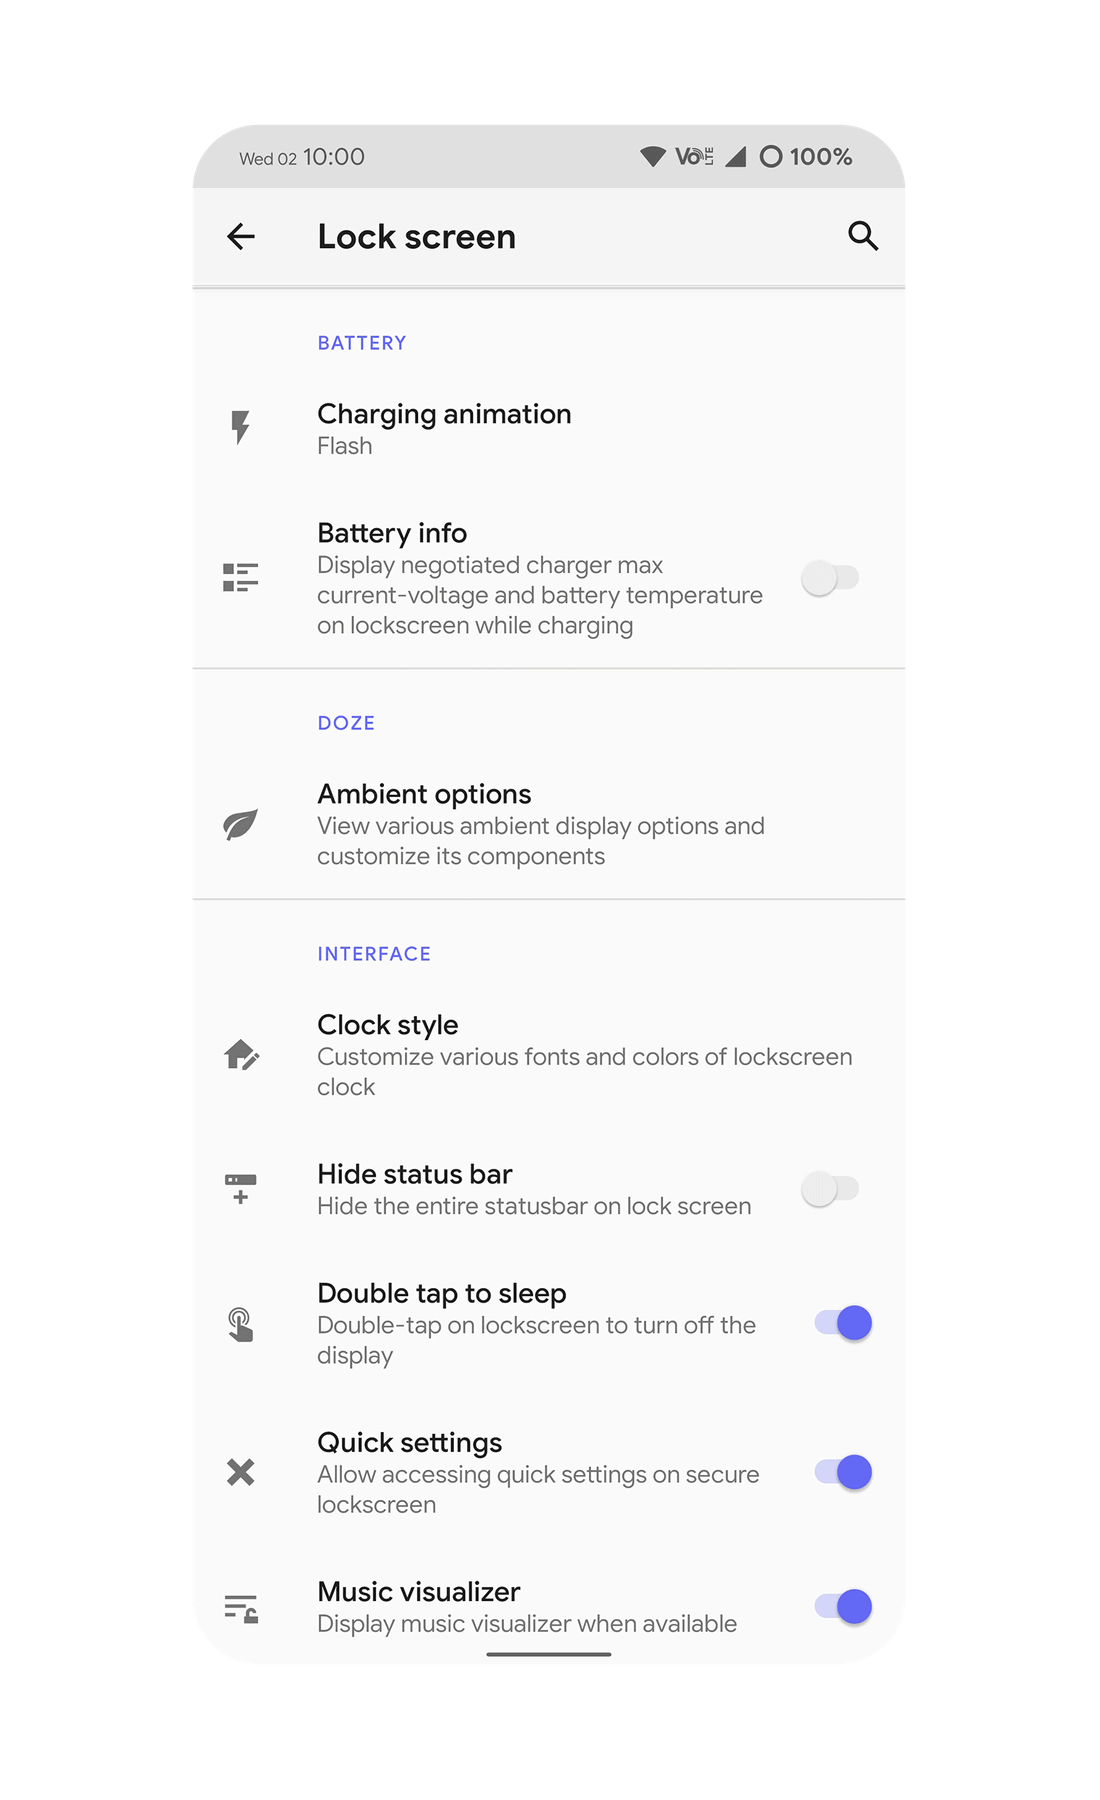 Wed 02 10:00 VoLTE 100%
Lock screen
BATTERY
Charging animation
Flash
Battery info
Display negotiated charger max
current-voltage and battery temperature
on lockscreen while charging
DOZE
Ambient options
View various ambient display options and
customize its components
INTERFACE
Clock style
Customize various fonts and colors of lockscreen
clock
Hide status bar
Hide the entire statusbar on lock screen
Double tap to sleep
Double-tap on lockscreen to turn off the
display
Quick settings
Allow accessing quick settings on secure
lockscreen
Music visualizer
Display music visualizer when available